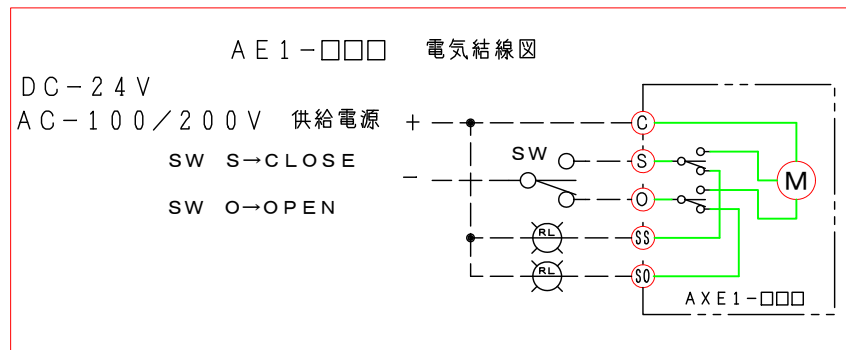 AE1-□□□ 電気結線図
DC-24V
AC-100/200V 供給電源 +
SW S→CLOSE
SW
-
SW O→OPEN
C
S
O
SS
SO
RL
RL
M
AXE1-□□□